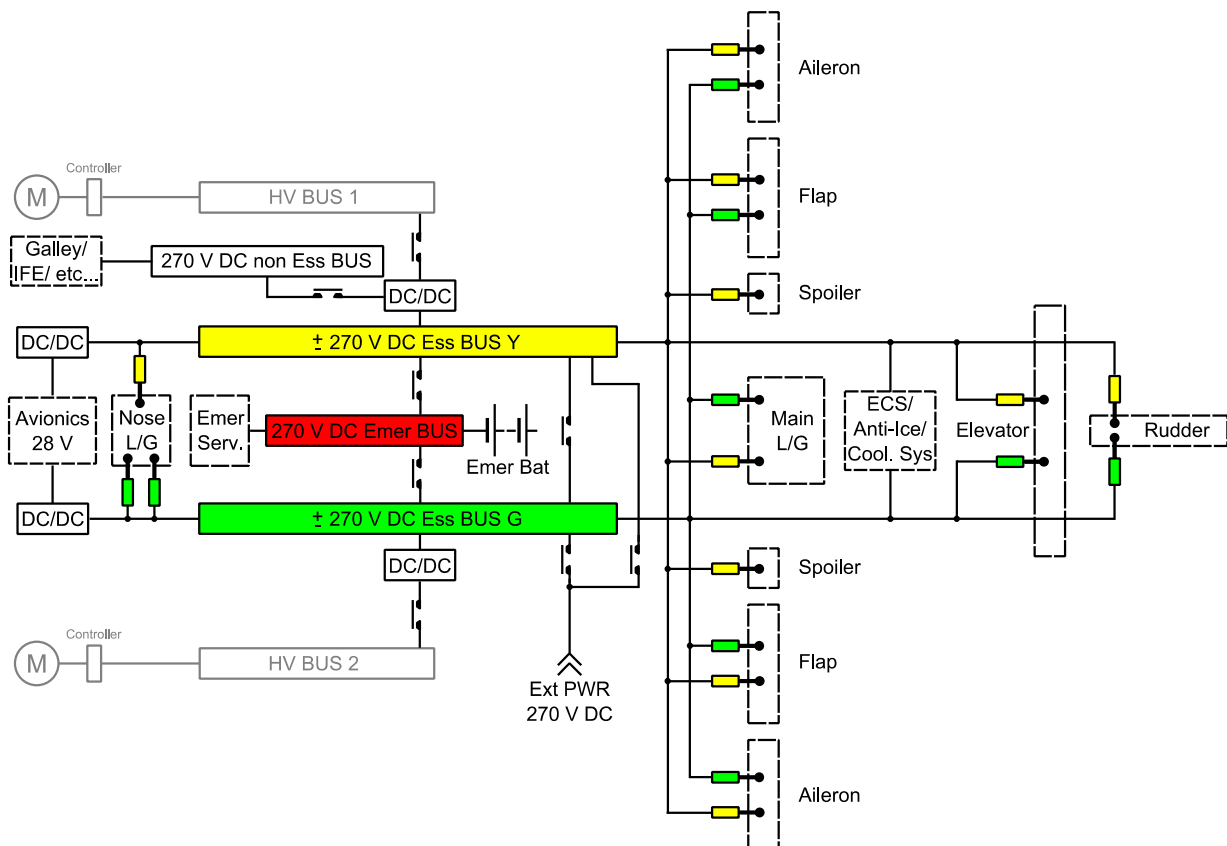 Aileron
Controller
M
HV BUS 1
Flap
Galley/
IFE/ etc...
270 V DC non Ess BUS
DC/DC
Spoiler
DC/DC
± 270 V DC Ess BUS Y
Avionics
28 V
Nose
L/G
Emer
Serv.
270 V DC Emer BUS
Emer Bat
Main
L/G
ECS/
Anti-Ice/
Cool. Sys
Elevator
Rudder
DC/DC
± 270 V DC Ess BUS G
DC/DC
Spoiler
Controller
M
HV BUS 2
Flap
Ext PWR
270 V DC
Aileron